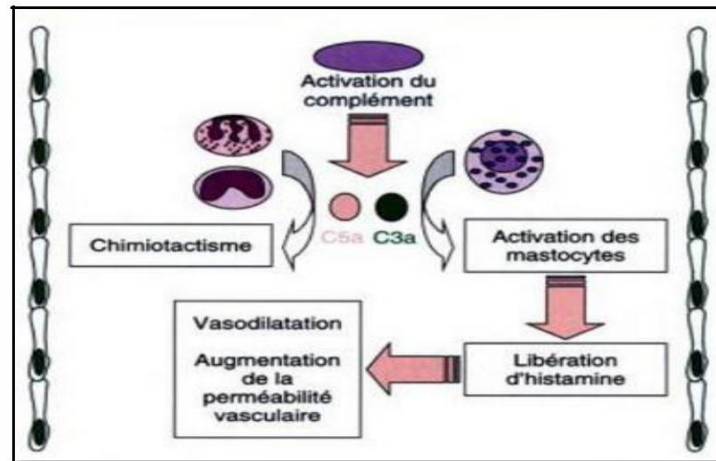 Activation du
complément
C5a C3a
Chimiotactisme
Activation des
mastocytes
Vasodilatation
Augmentation
de la
perméabilité
vasculaire
Libération
d'histamine